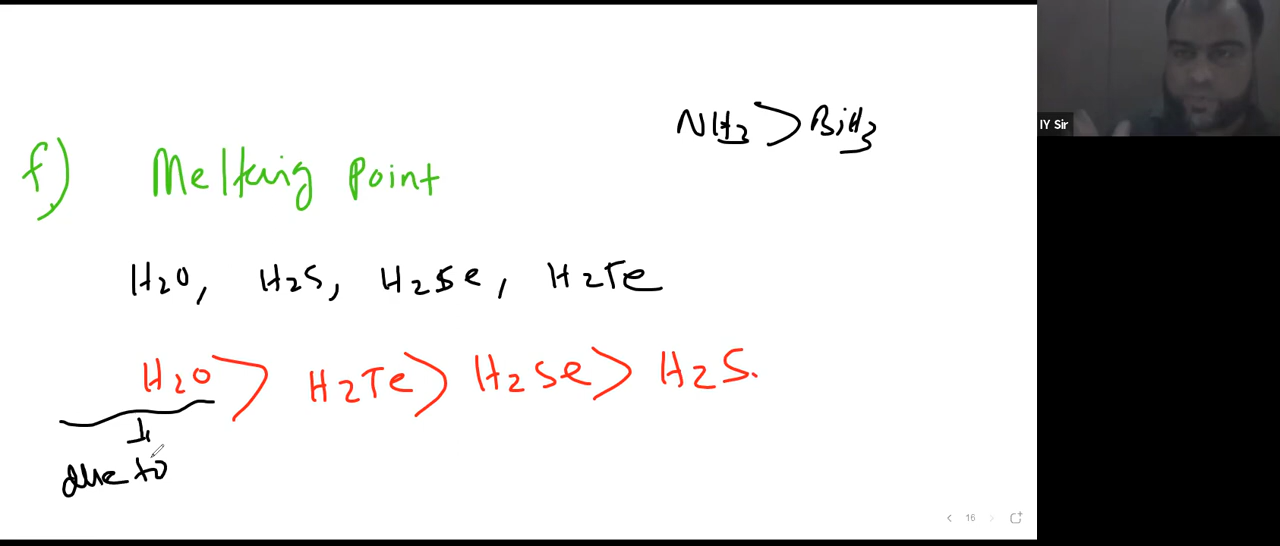 NH3 > BiH3
IY Sir
f) Melting Point
H2O, H2S, H2Se, H2Te
H2O > H2Te > H2Se > H2S.
due to
16